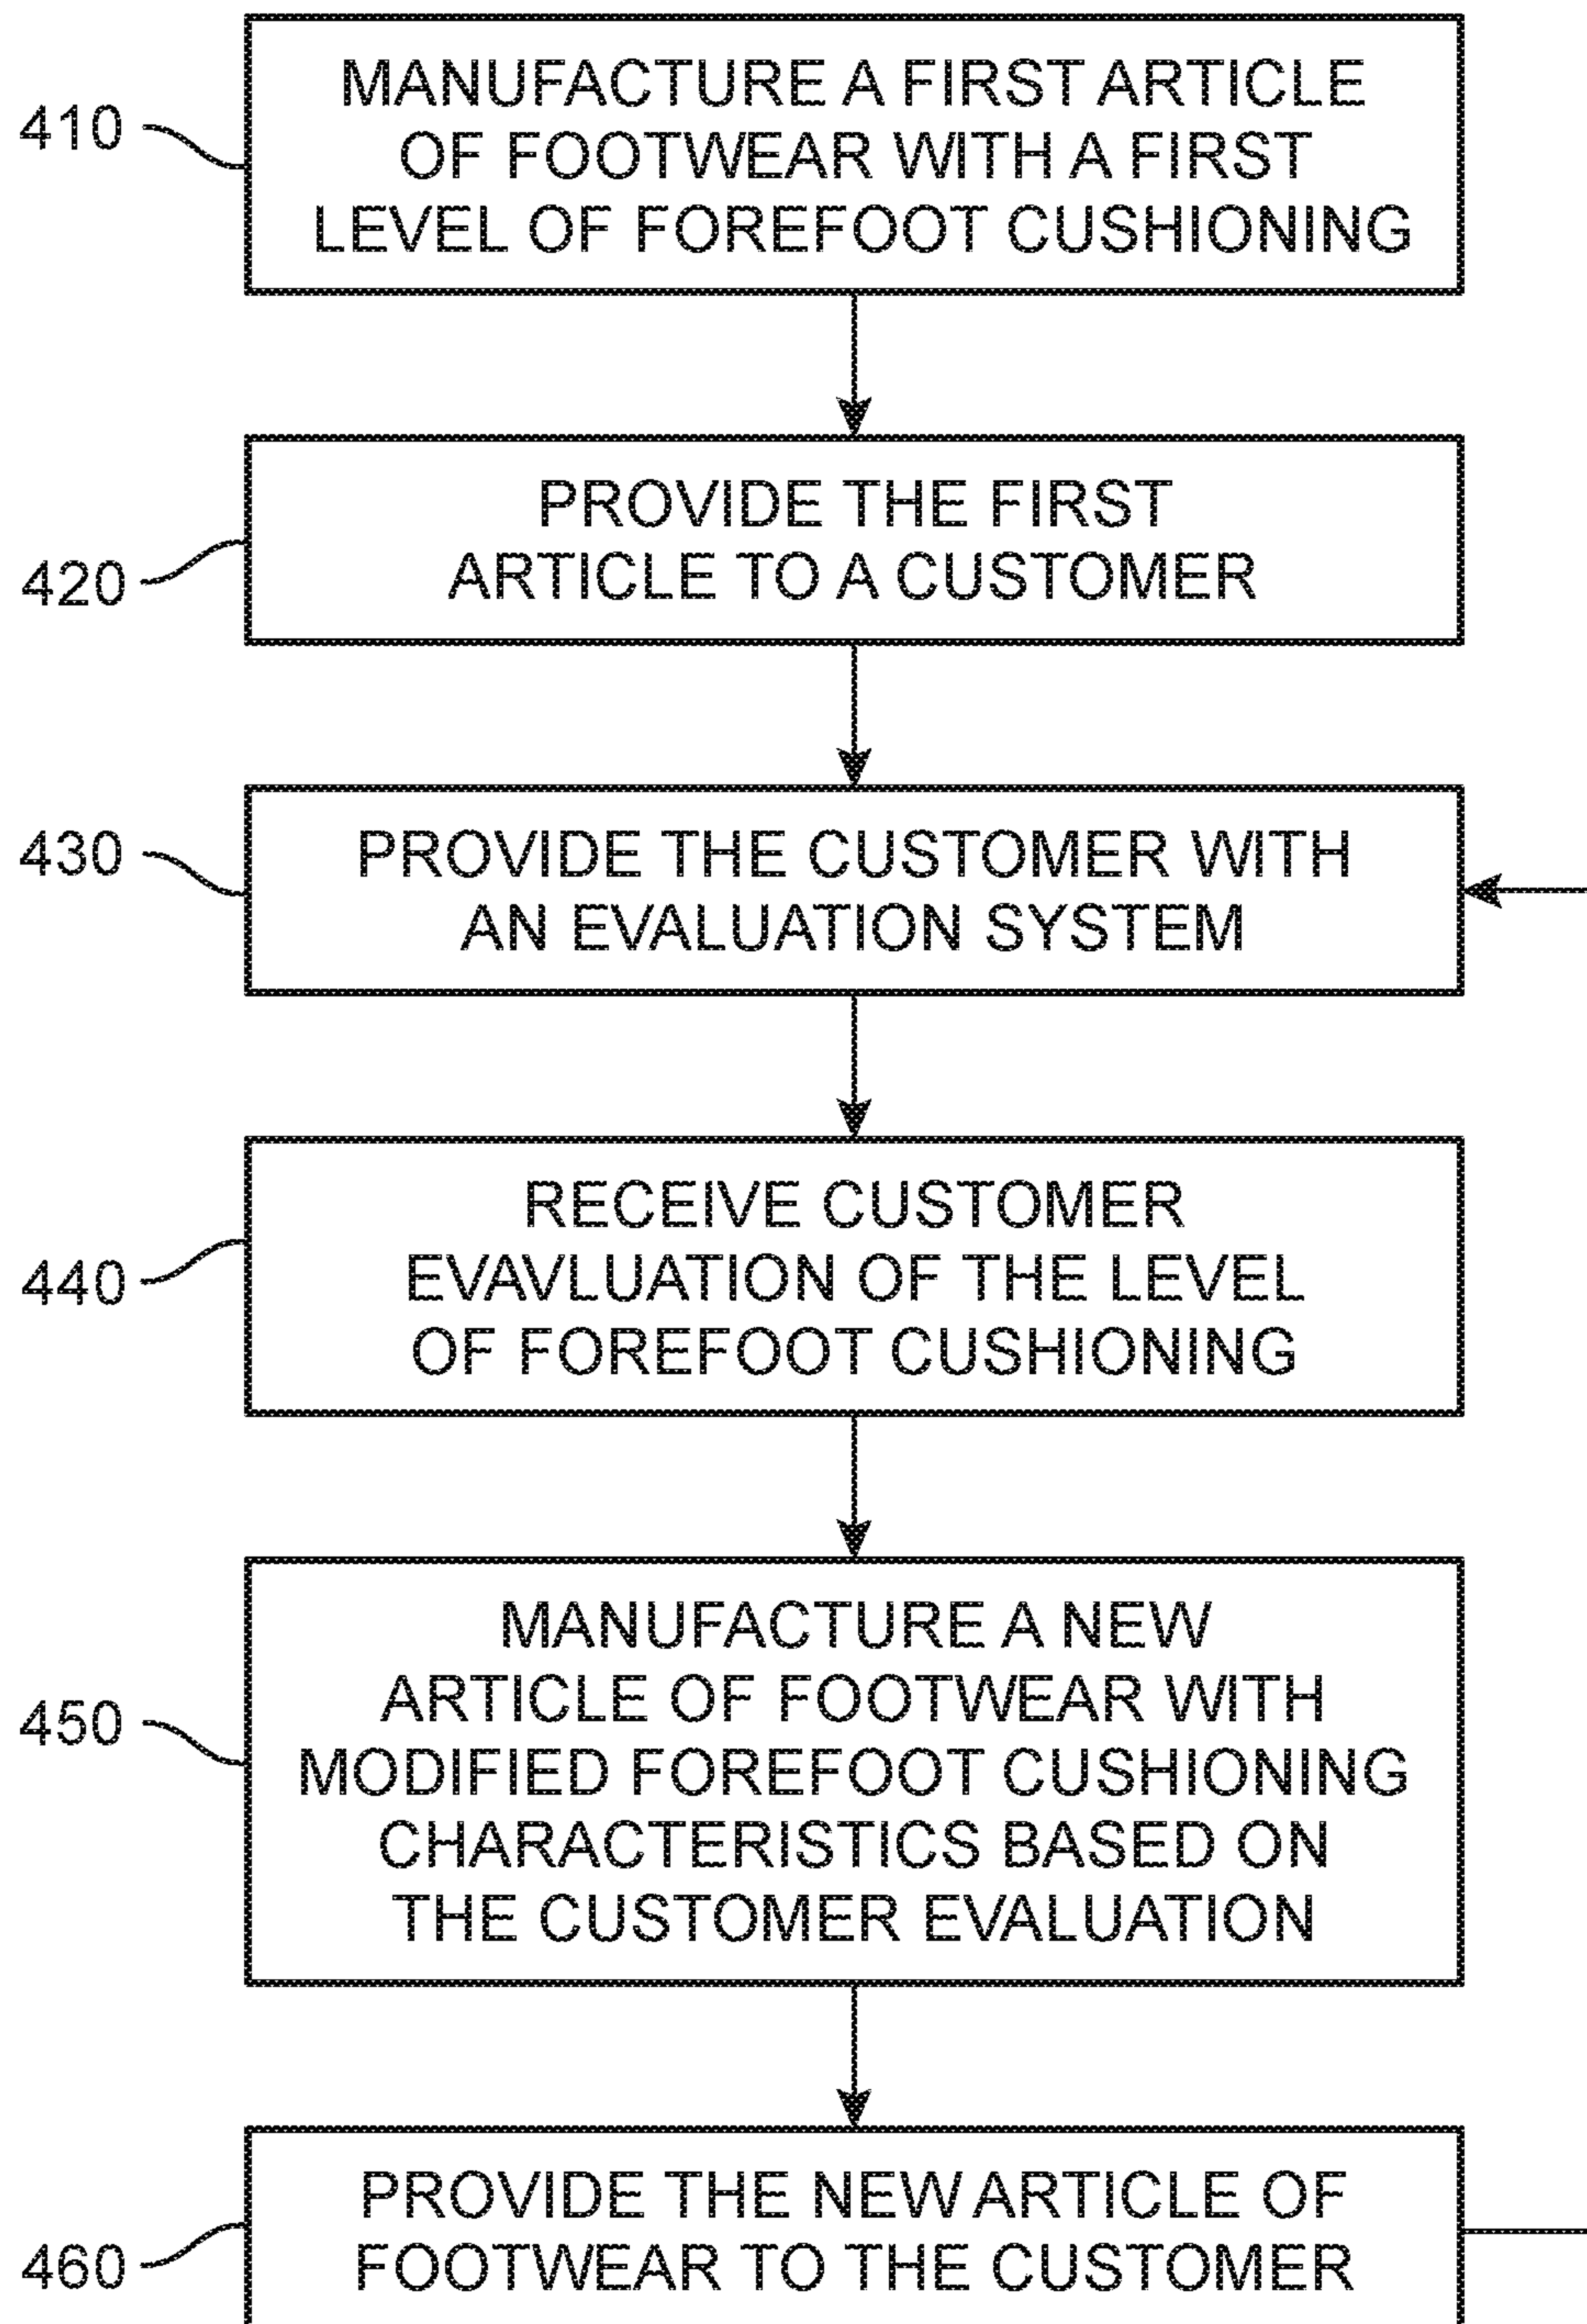 410
MANUFACTURE A FIRST ARTICLE
OF FOOTWEAR WITH A FIRST
LEVEL OF FOREFOOT CUSHIONING
420
PROVIDE THE FIRST
ARTICLE TO A CUSTOMER
430
PROVIDE THE CUSTOMER WITH
AN EVALUATION SYSTEM
440
RECEIVE CUSTOMER
EVAVLUATION OF THE LEVEL
OF FOREFOOT CUSHIONING
450
MANUFACTURE A NEW
ARTICLE OF FOOTWEAR WITH
MODIFIED FOREFOOT CUSHIONING
CHARACTERISTICS BASED ON
THE CUSTOMER EVALUATION
460
PROVIDE THE NEW ARTICLE OF
FOOTWEAR TO THE CUSTOMER